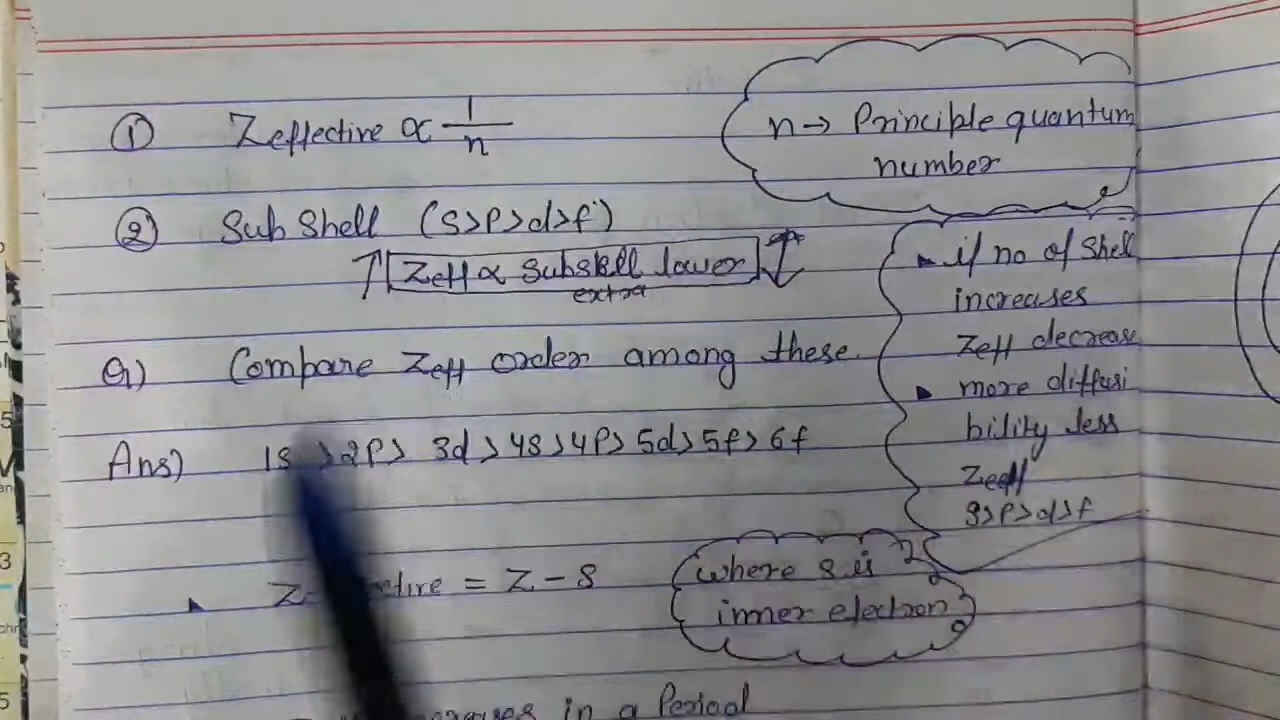 ① Zeffective ∝ 1/n
n → Principle quantum
number
② Sub Shell (s>p>d>f)
↑ Zeff ∝ Subshell lower ↕
extra
if no of Shell
increases
Zeff decrease
more diffusi
bility less
Zeff
s>p>d>f
Q) Compare Zeff order among these
Ans) 1s >2p> 3d >4s>4p> 5d>5f>6f
= Z - S
where s is
inner electron
in a Period